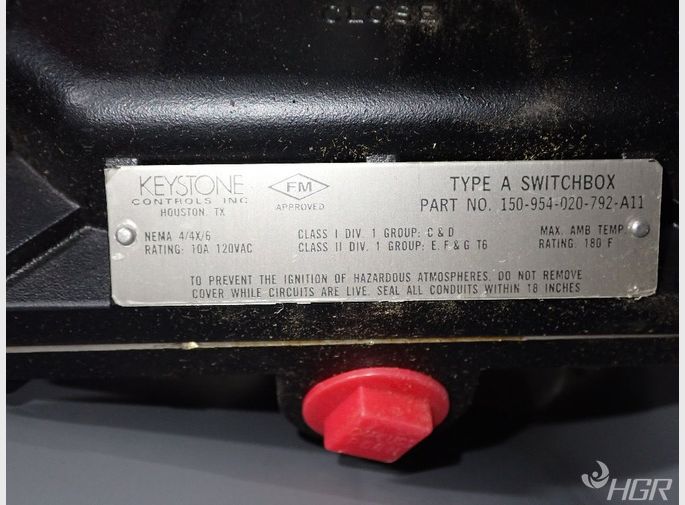 CLOSE
KEYSTONE
CONTROLS INC
HOUSTON, TX
FM
APPROVED
TYPE A SWITCHBOX
PART NO. 150-954-020-792-A11
NEMA 4/4X/6
RATING: 10A 120VAC
CLASS I DIV. 1 GROUP: C & D
CLASS II DIV. 1 GROUP: E, F & G T6
MAX. AMB TEMP
RATING: 180 F
TO PREVENT THE IGNITION OF HAZARDOUS ATMOSPHERES, DO NOT REMOVE
COVER WHILE CIRCUITS ARE LIVE. SEAL ALL CONDUITS WITHIN 18 INCHES
HGR